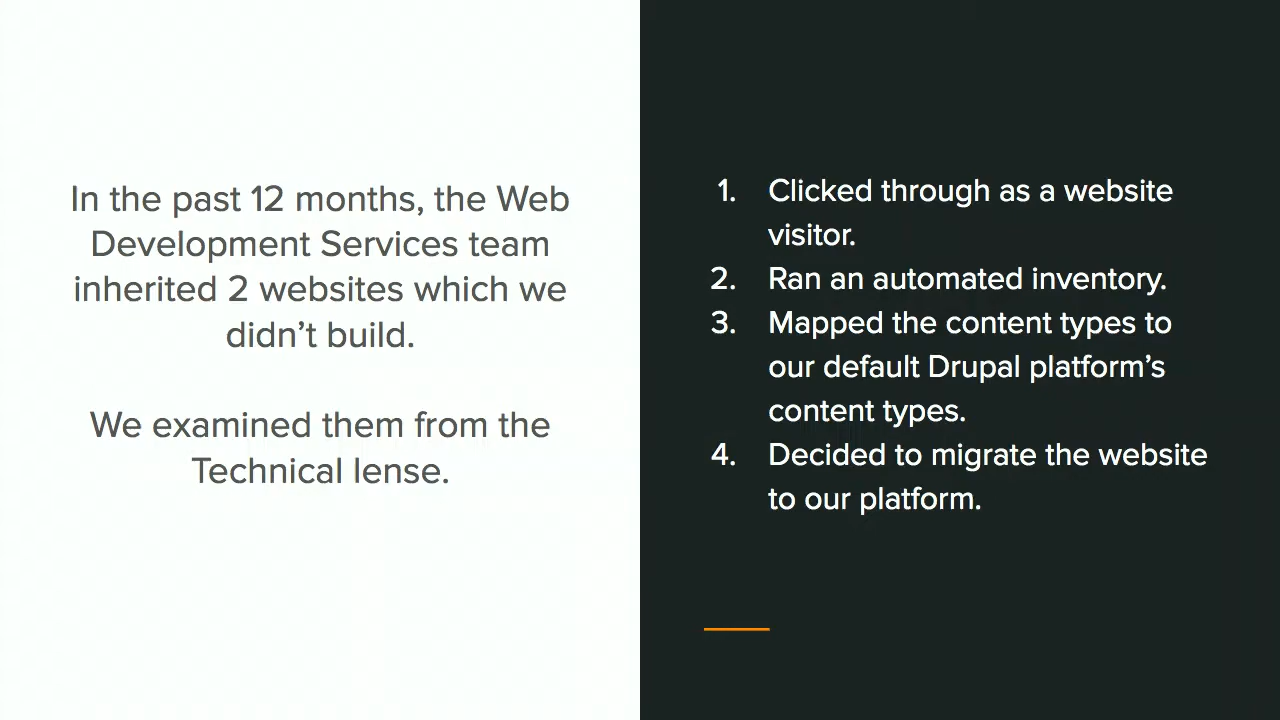 In the past 12 months, the Web
Development Services team
inherited 2 websites which we
didn’t build.
We examined them from the
Technical lense.
1. Clicked through as a website
visitor.
2. Ran an automated inventory.
3. Mapped the content types to
our default Drupal platform’s
content types.
4. Decided to migrate the website
to our platform.